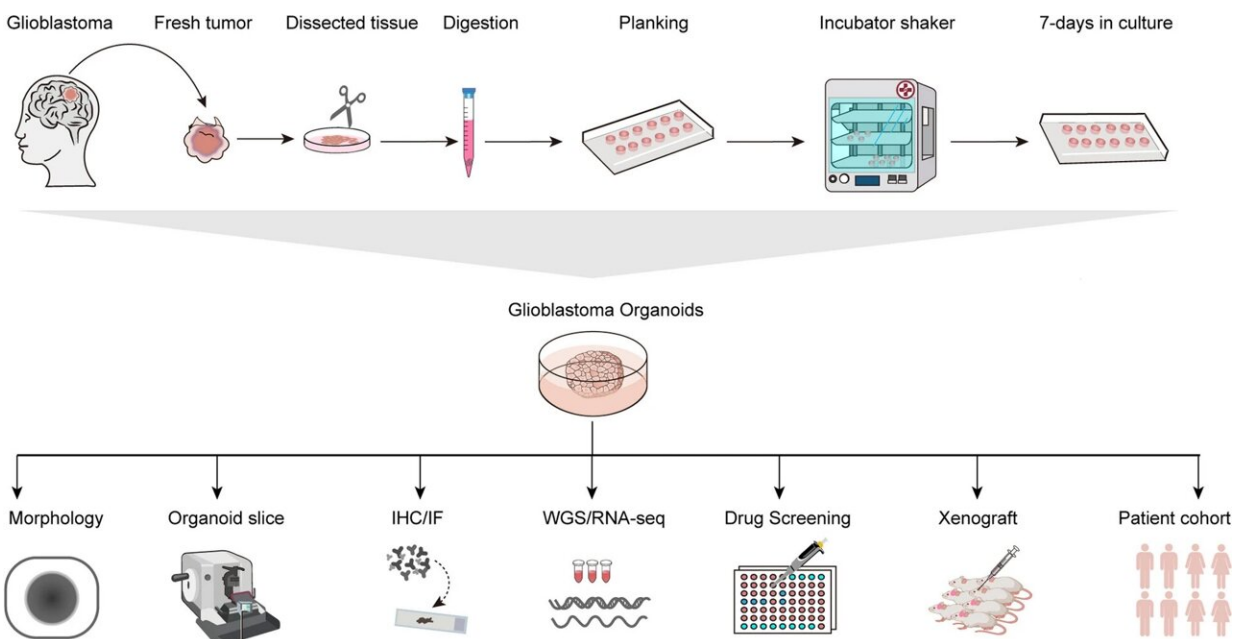 Glioblastoma
Fresh tumor
Dissected tissue
Digestion
Planking
Incubator shaker
7-days in culture
Glioblastoma Organoids
Morphology
Organoid slice
IHC/IF
WGS/RNA-seq
Drug Screening
Xenograft
Patient cohort